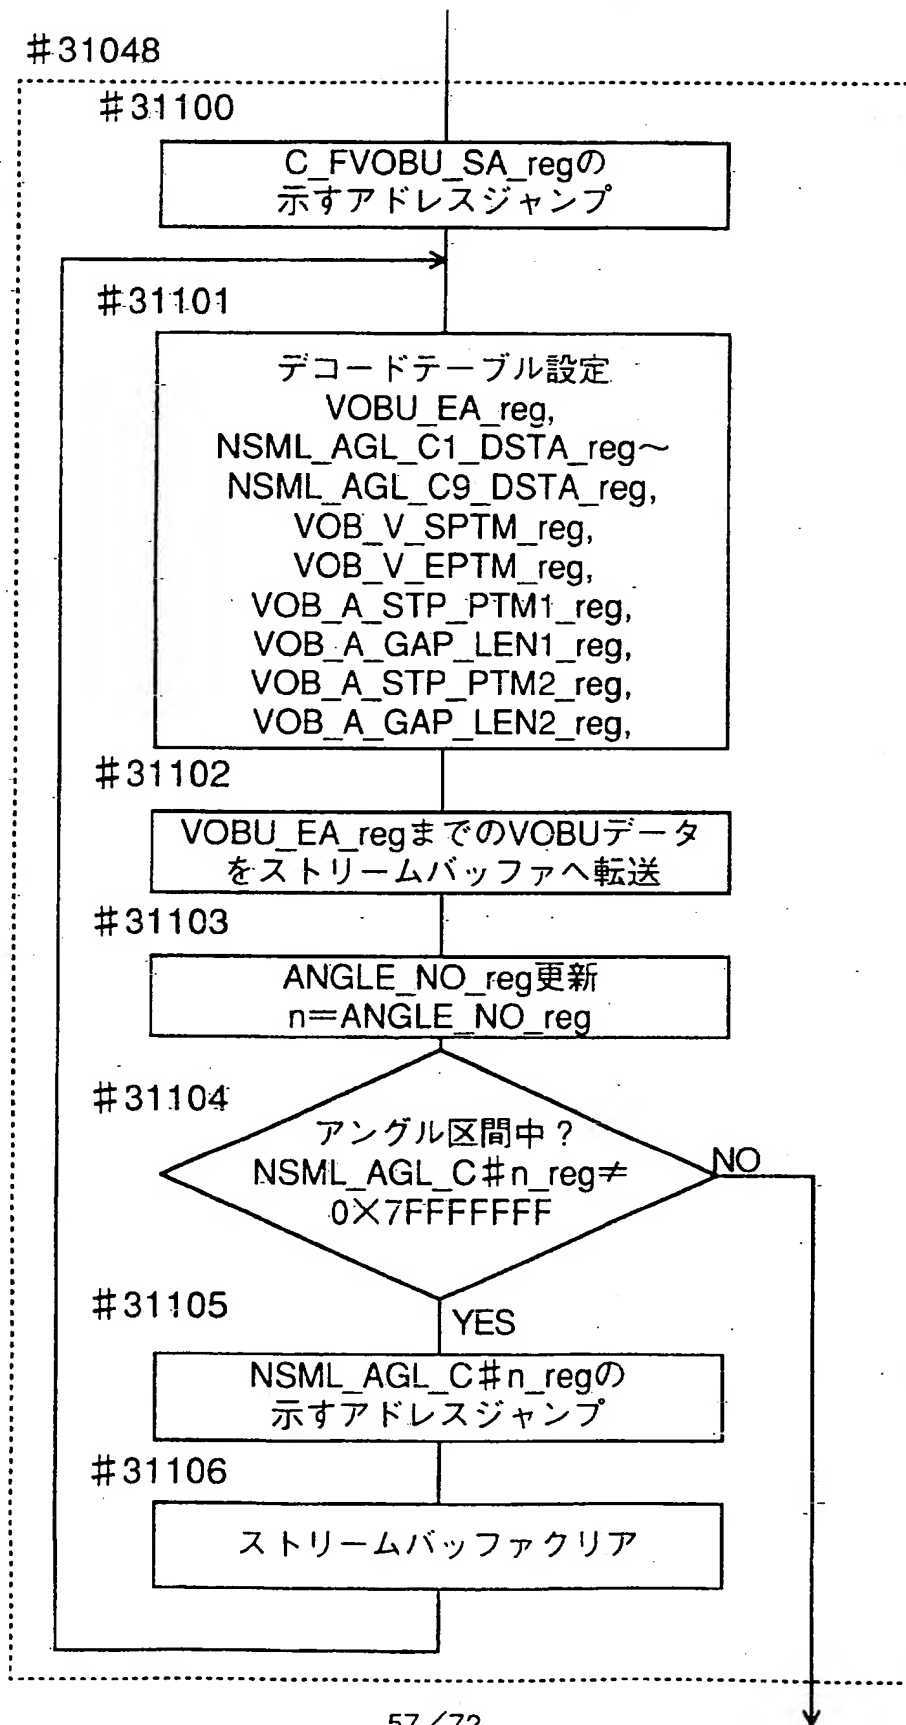 #31048
#31100
C_FVOBU_SA_regの
示すアドレスジャンプ
#31101
デコードテーブル設定
VOBU_EA_reg,
NSML_AGL_C1_DSTA_reg~
NSML_AGL_C9_DSTA_reg,
VOB_V_SPTM_reg,
VOB_V_EPTM_reg,
VOB_A_STP_PTM1_reg,
VOB_A_GAP_LEN1_reg,
VOB_A_STP_PTM2_reg,
VOB_A_GAP_LEN2_reg,
#31102
VOBU_EA_regまでのVOBUデータ
をストリームバッファへ転送
#31103
ANGLE_NO_reg更新
n=ANGLE_NO_reg
#31104
アングル区間中?
NSML_AGL_C#n_reg≠
0×7FFFFFFF
NO
#31105
YES
NSML_AGL_C#n_regの
示すアドレスジャンプ
#31106
ストリームバッファクリア
57/72